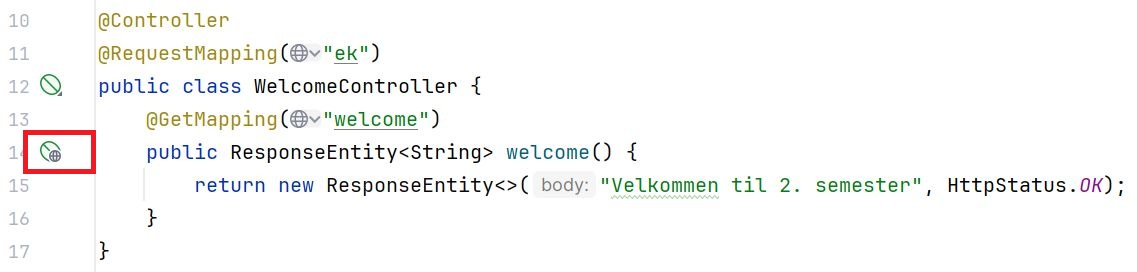 10 @Controller
11 @RequestMapping("ek")
12 public class WelcomeController {
13 @GetMapping("welcome")
14 public ResponseEntity<String> welcome() {
15 return new ResponseEntity<>( body: "Velkommen til 2. semester", HttpStatus.OK);
16 }
17 }